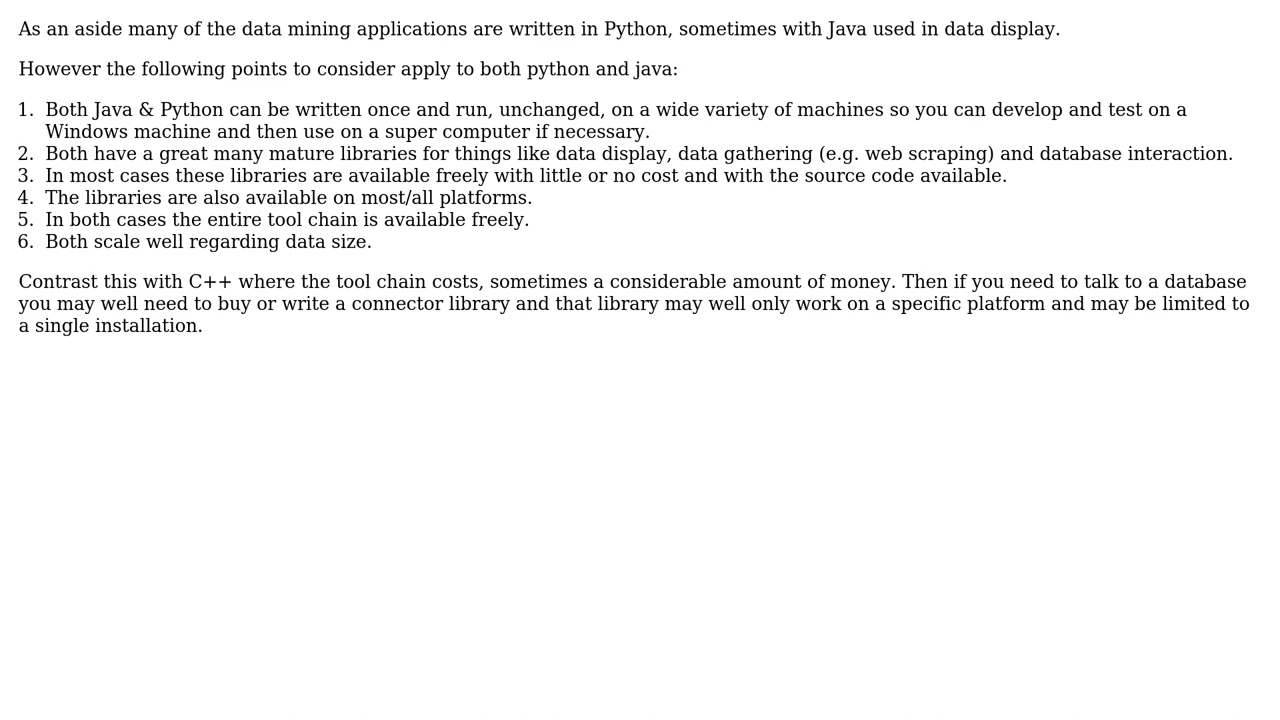 As an aside many of the data mining applications are written in Python, sometimes with Java used in data display.
However the following points to consider apply to both python and java:
1. Both Java & Python can be written once and run, unchanged, on a wide variety of machines so you can develop and test on a
Windows machine and then use on a super computer if necessary.
2. Both have a great many mature libraries for things like data display, data gathering (e.g. web scraping) and database interaction.
3. In most cases these libraries are available freely with little or no cost and with the source code available.
4. The libraries are also available on most/all platforms.
5. In both cases the entire tool chain is available freely.
6. Both scale well regarding data size.
Contrast this with C++ where the tool chain costs, sometimes a considerable amount of money. Then if you need to talk to a database
you may well need to buy or write a connector library and that library may well only work on a specific platform and may be limited to
a single installation.